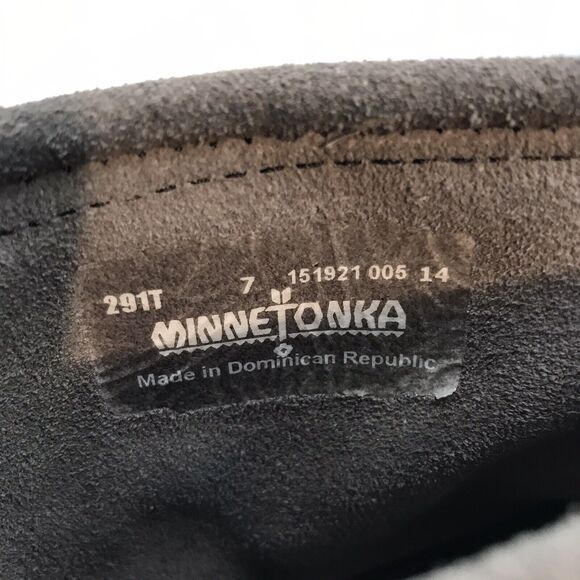 291T 7 151921 005 14
MINNETONKA
Made in Dominican Republic